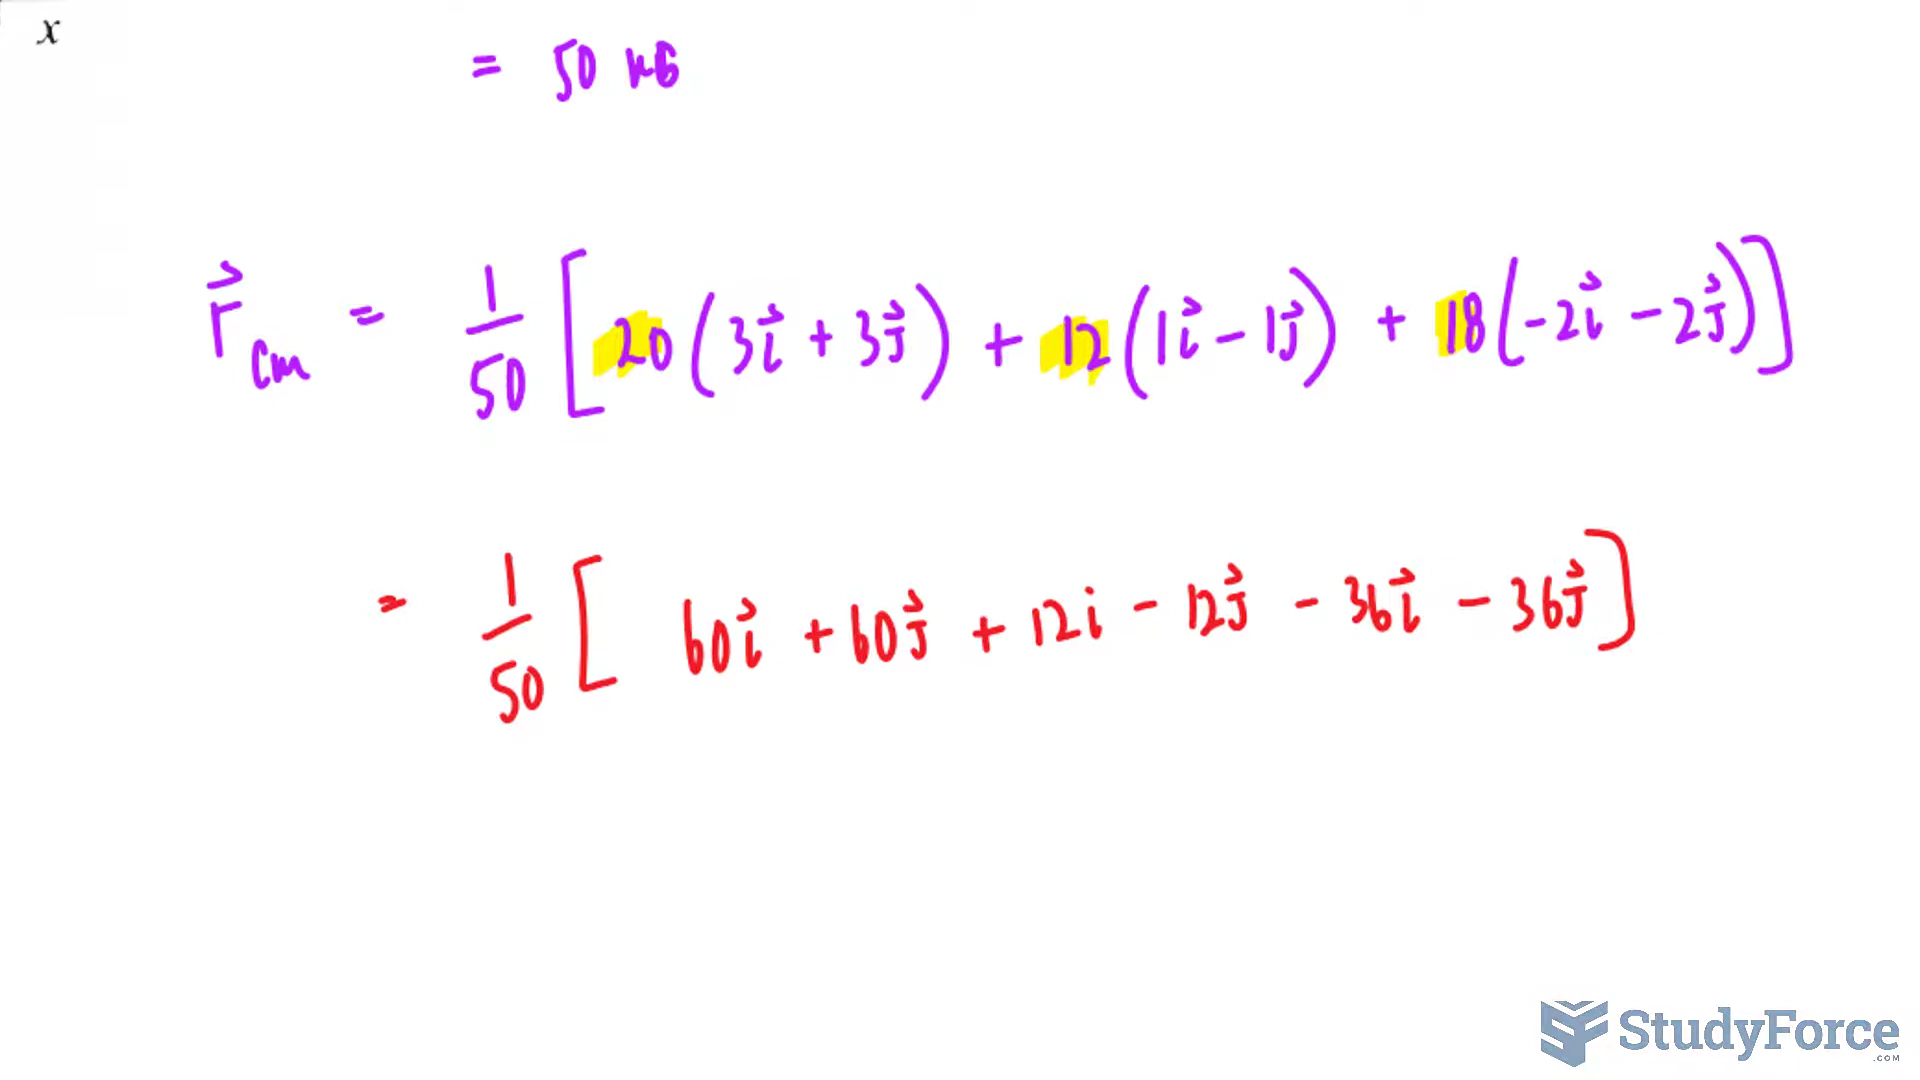 x
= 50 KG
r⃗ cm = 1/50 [ 20 (3i⃗ + 3j⃗) + 12 (1i⃗ - 1j⃗) + 18 (-2i⃗ - 2j⃗) ]
= 1/50 [ 60i⃗ + 60j⃗ + 12i - 12j⃗ - 36i⃗ - 36j⃗ ]
StudyForce
.COM